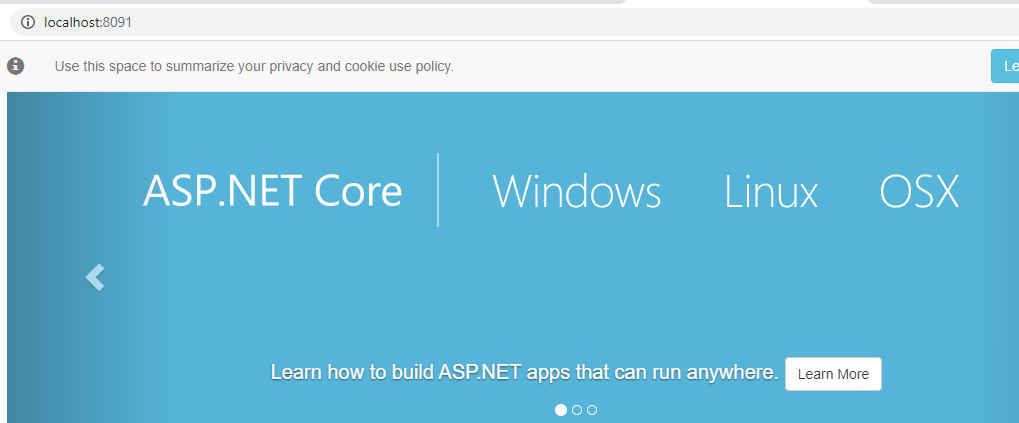 localhost:8091
Use this space to summarize your privacy and cookie use policy.
Le
ASP.NET Core Windows Linux OSX
Learn how to build ASP.NET apps that can run anywhere. Learn More